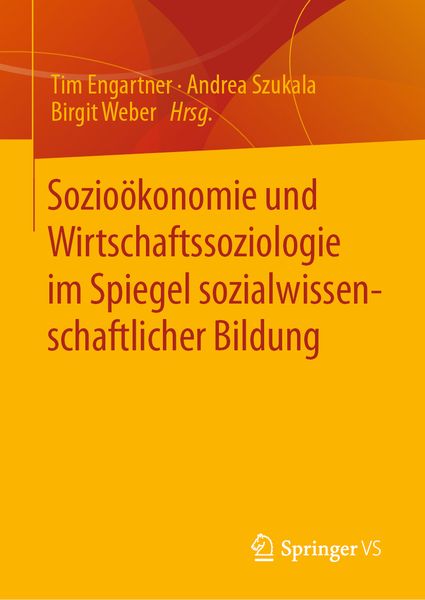 Tim Engartner · Andrea Szukala
Birgit Weber Hrsg.
Sozioökonomie und
Wirtschaftssoziologie
im Spiegel sozialwissen-
schaftlicher Bildung
Springer VS